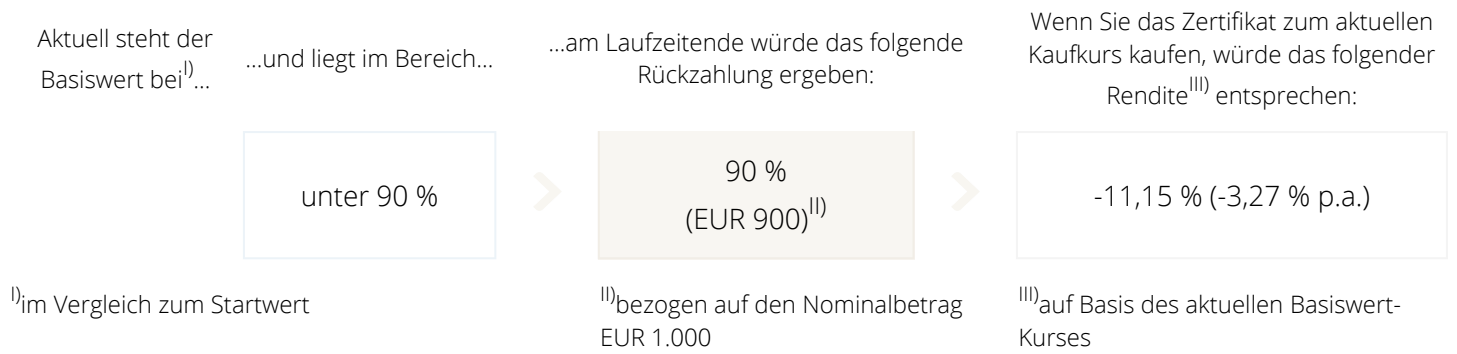 Aktuell steht der
Basiswert bei I)...
...und liegt im Bereich...
...am Laufzeitende würde das folgende
Rückzahlung ergeben:
Wenn Sie das Zertifikat zum aktuellen
Kaufkurs kaufen, würde das folgender
Rendite III) entsprechen:
unter 90 %
90 %
(EUR 900) II)
-11,15 % (-3,27 % p.a.)
I) im Vergleich zum Startwert
II) bezogen auf den Nominalbetrag
EUR 1.000
III) auf Basis des aktuellen Basiswert-
Kurses